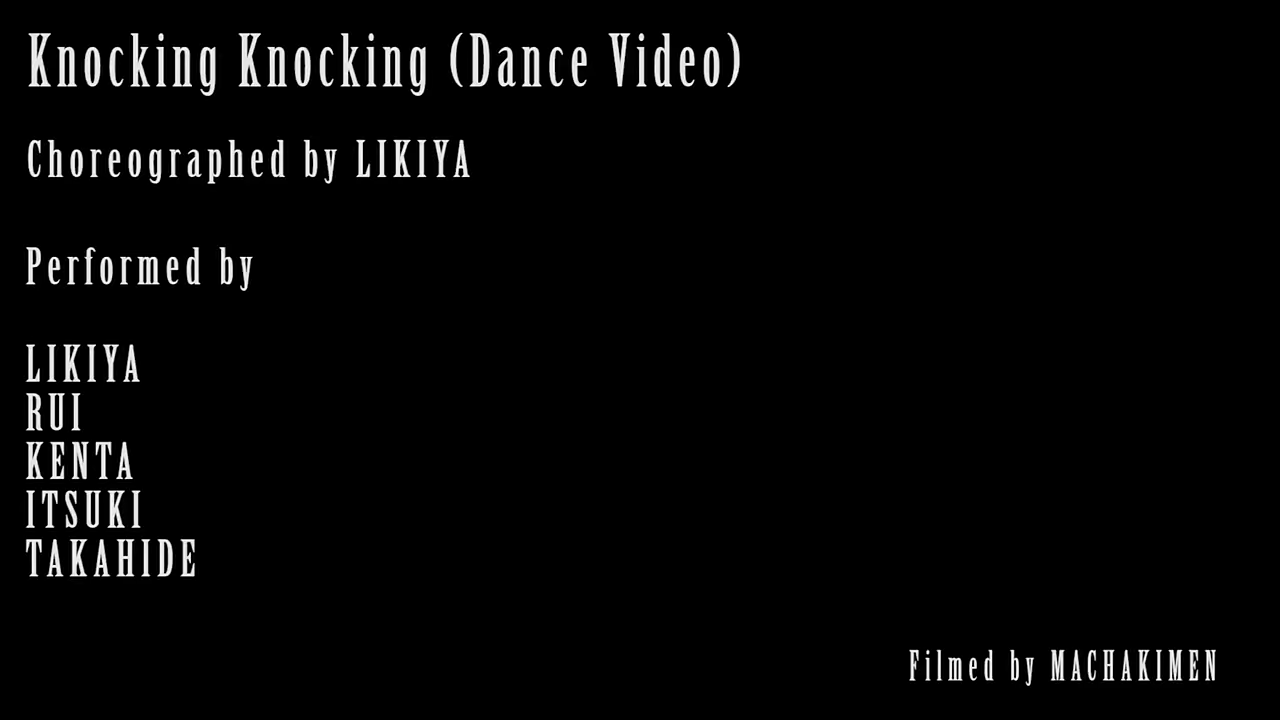 Knocking Knocking (Dance Video)
Choreographed by LIKIYA
Performed by
LIKIYA
RUI
KENTA
ITSUKI
TAKAHIDE
Filmed by MACHAKIMEN